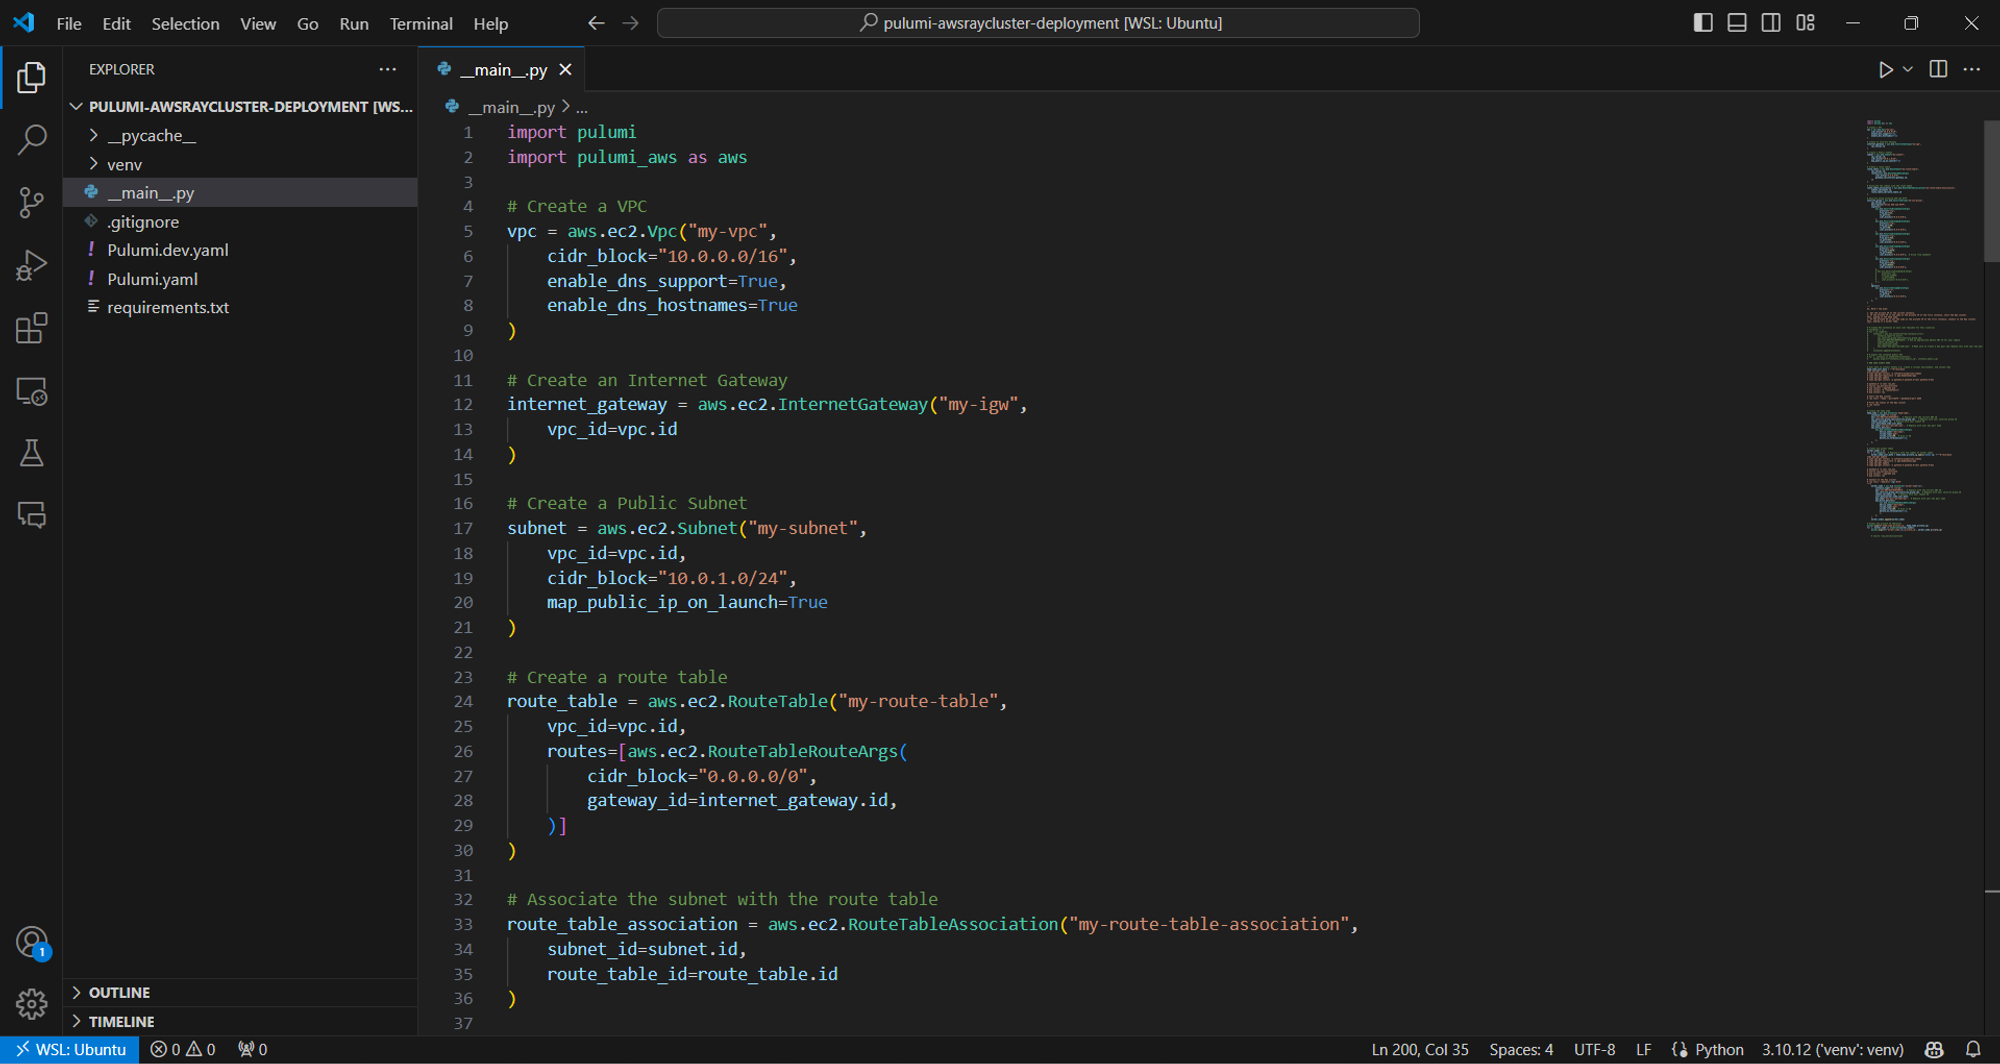 File Edit Selection View Go Run Terminal Help
pulumi-awsraycluster-deployment [WSL: Ubuntu]
EXPLORER
PULUMI-AWSRAYCLUSTER-DEPLOYMENT [WS...
__pycache__
venv
__main__.py
.gitignore
! Pulumi.dev.yaml
! Pulumi.yaml
requirements.txt
OUTLINE
TIMELINE
1
__main__.py
__main__.py > ...
1 import pulumi
2 import pulumi_aws as aws
3
4 # Create a VPC
5 vpc = aws.ec2.Vpc("my-vpc",
6     cidr_block="10.0.0.0/16",
7     enable_dns_support=True,
8     enable_dns_hostnames=True
9 )
10
11 # Create an Internet Gateway
12 internet_gateway = aws.ec2.InternetGateway("my-igw",
13     vpc_id=vpc.id
14 )
15
16 # Create a Public Subnet
17 subnet = aws.ec2.Subnet("my-subnet",
18     vpc_id=vpc.id,
19     cidr_block="10.0.1.0/24",
20     map_public_ip_on_launch=True
21 )
22
23 # Create a route table
24 route_table = aws.ec2.RouteTable("my-route-table",
25     vpc_id=vpc.id,
26     routes=[aws.ec2.RouteTableRouteArgs(
27         cidr_block="0.0.0.0/0",
28         gateway_id=internet_gateway.id,
29     )]
30 )
31
32 # Associate the subnet with the route table
33 route_table_association = aws.ec2.RouteTableAssociation("my-route-table-association",
34     subnet_id=subnet.id,
35     route_table_id=route_table.id
36 )
37
WSL: Ubuntu 0 0 0 Ln 200, Col 35 Spaces: 4 UTF-8 LF Python 3.10.12 ('venv': venv)